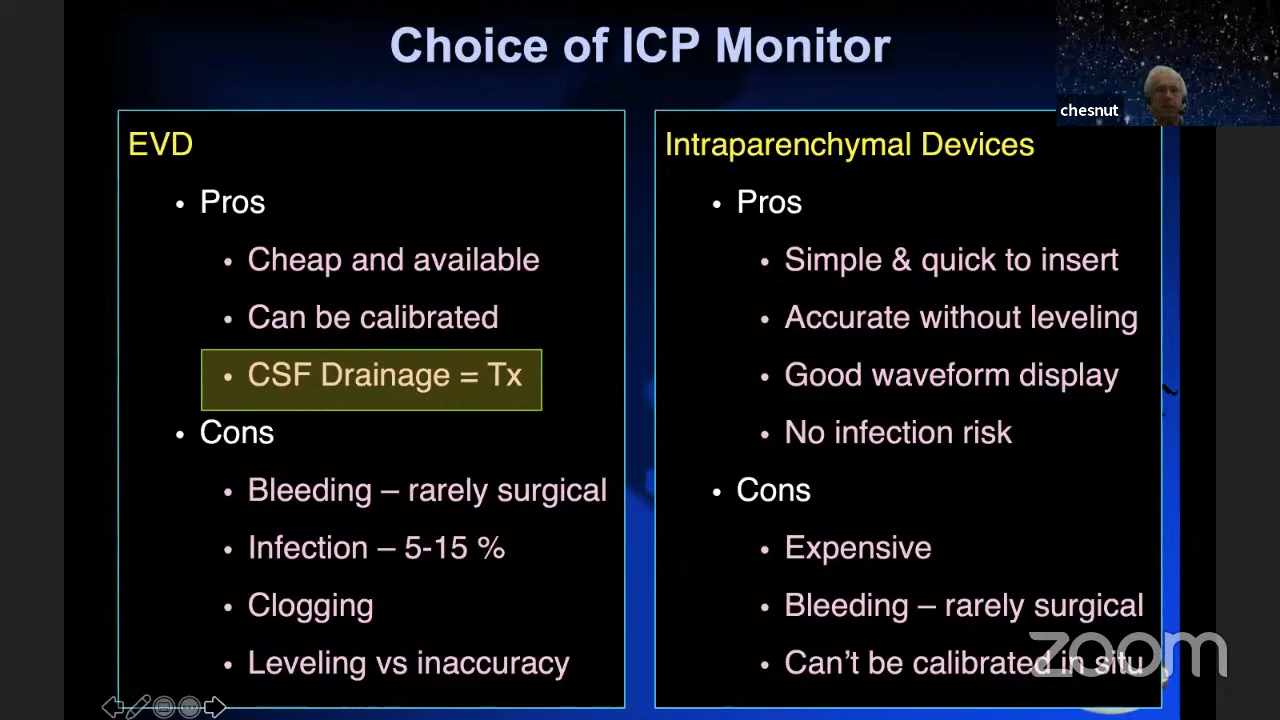 Choice of ICP Monitor
chesnut
EVD
• Pros
• Cheap and available
• Can be calibrated
• CSF Drainage = Tx
• Cons
• Bleeding – rarely surgical
• Infection – 5-15 %
• Clogging
• Leveling vs inaccuracy
Intraparenchymal Devices
• Pros
• Simple & quick to insert
• Accurate without leveling
• Good waveform display
• No infection risk
• Cons
• Expensive
• Bleeding – rarely surgical
• Can’t be calibrated in situ
zoom